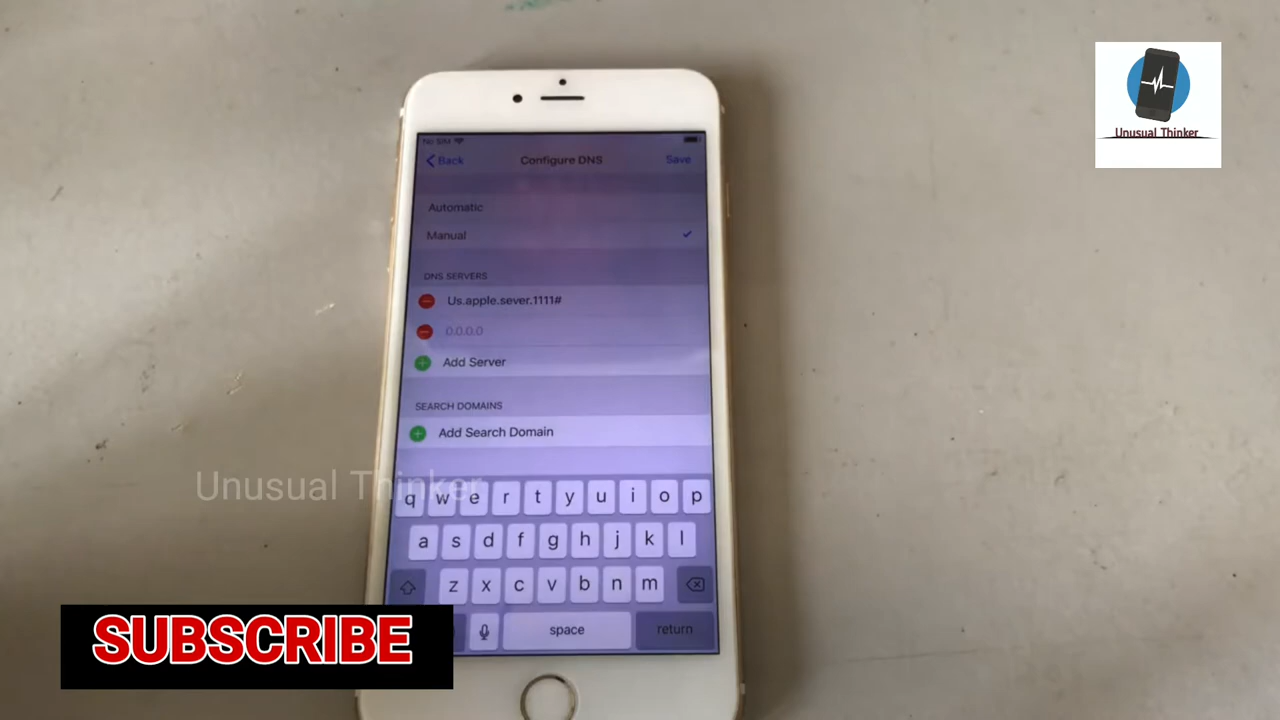 Unusual Thinker
No SIM
Back
Configure DNS
Save
Automatic
Manual
DNS SERVERS
Us.apple.sever.1111#
0.0.0.0
Add Server
SEARCH DOMAINS
Add Search Domain
Unusual Thinker
q w e r t y u i o p
a s d f g h j k l
z x c v b n m
space
return
SUBSCRIBE